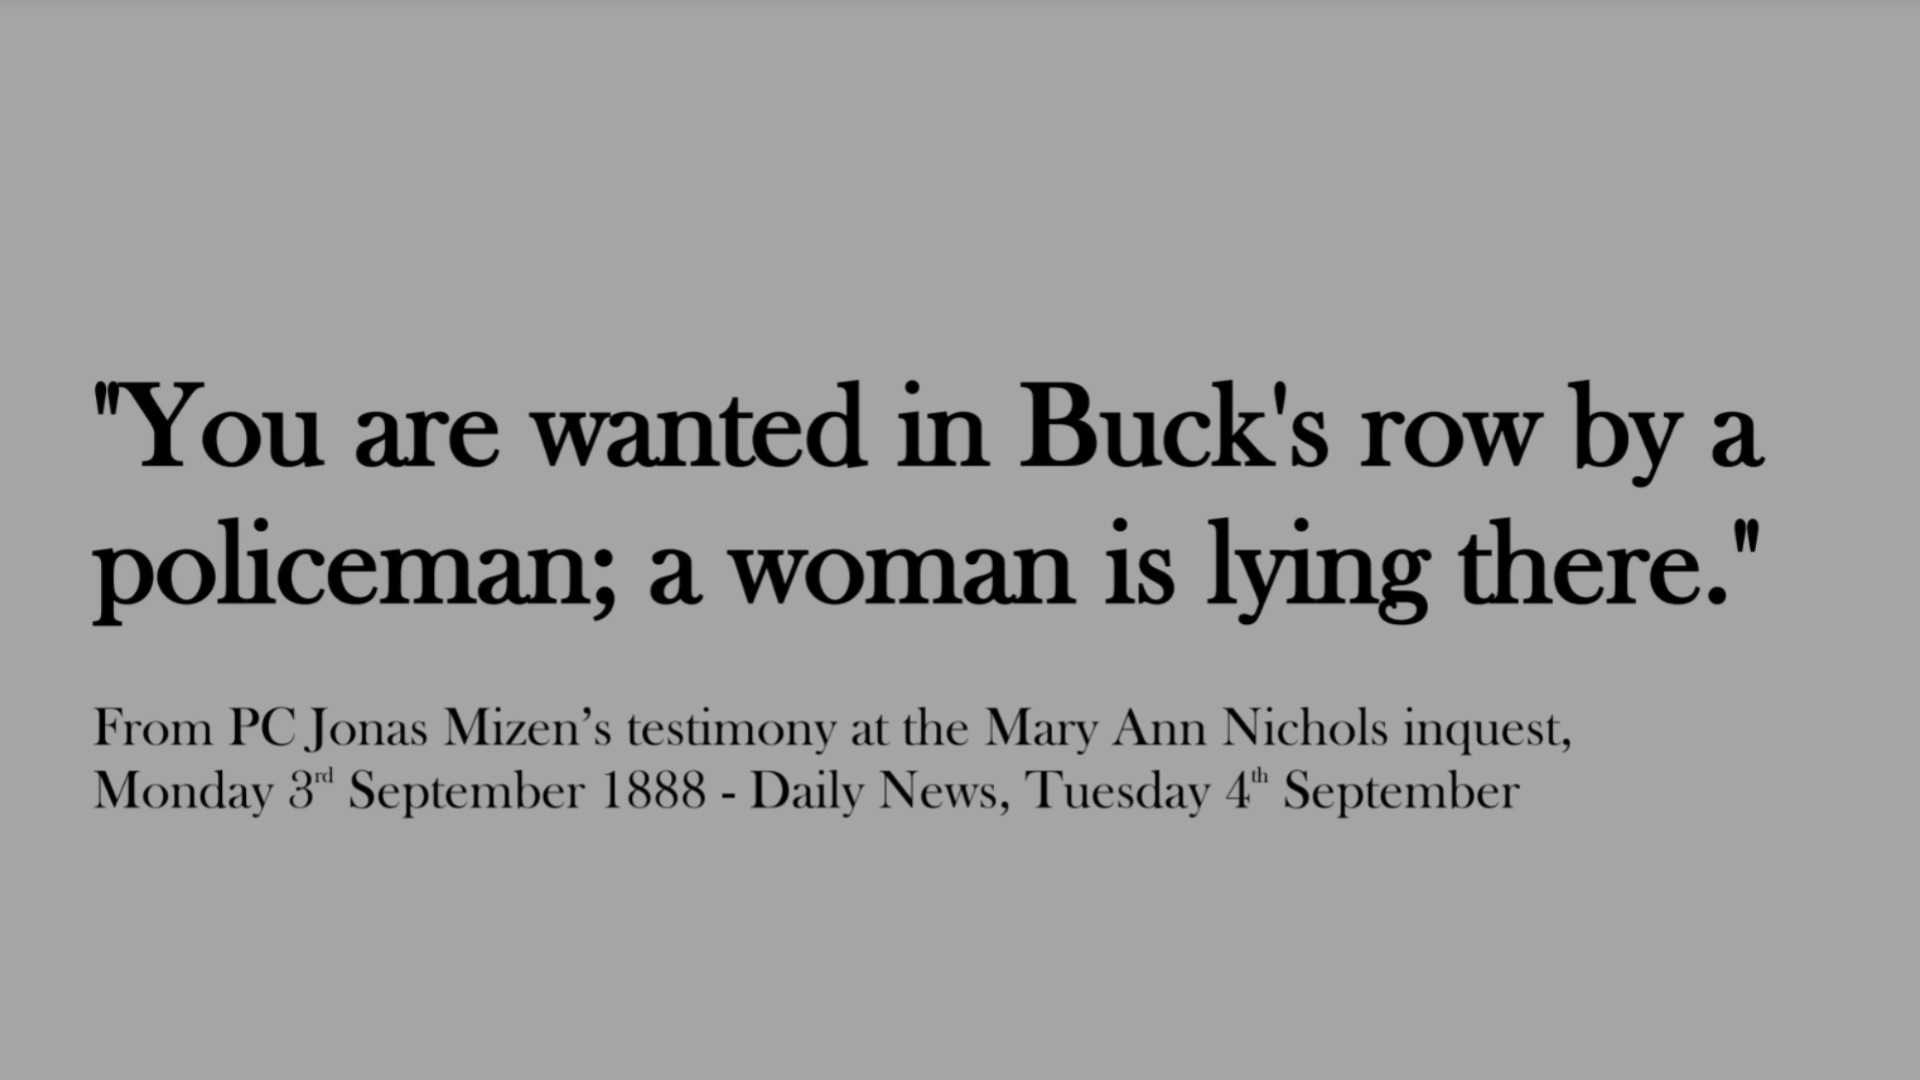 "You are wanted in Buck's row by a
policeman; a woman is lying there."
From PC Jonas Mizen’s testimony at the Mary Ann Nichols inquest,
Monday 3rd September 1888 - Daily News, Tuesday 4th September